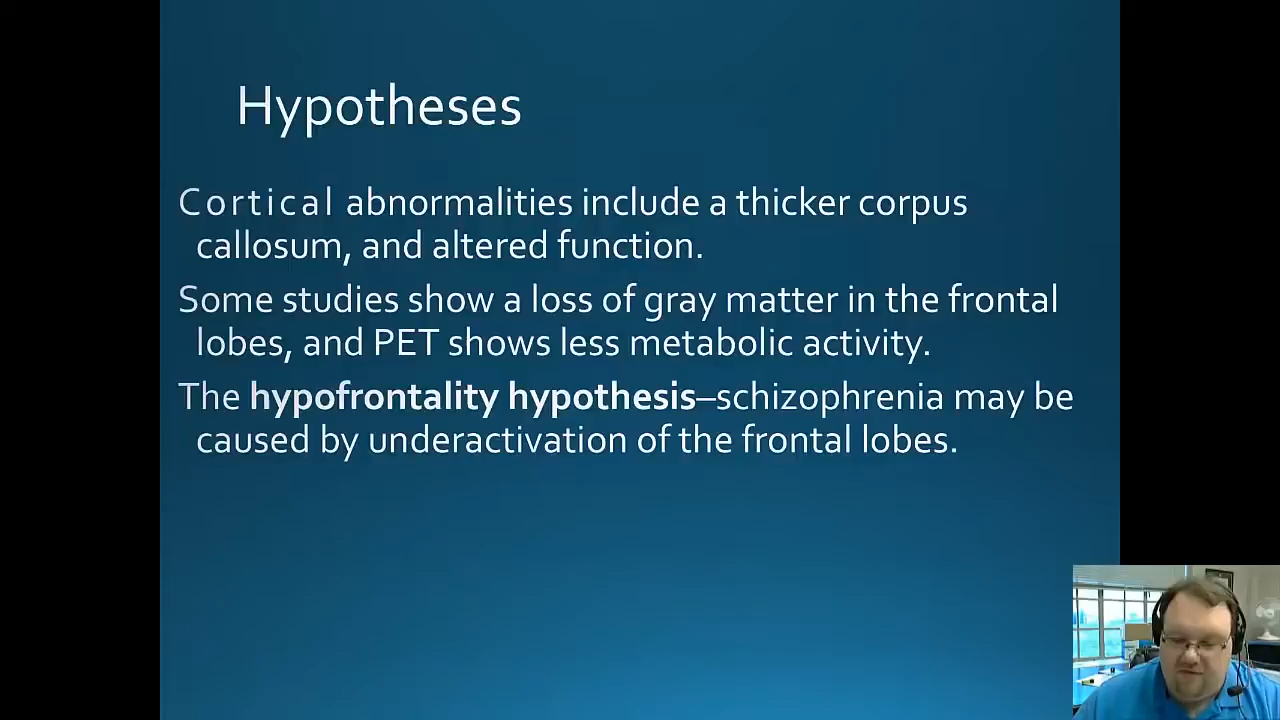 Hypotheses
Cortical abnormalities include a thicker corpus
callosum, and altered function.
Some studies show a loss of gray matter in the frontal
lobes, and PET shows less metabolic activity.
The hypofrontality hypothesis–schizophrenia may be
caused by underactivation of the frontal lobes.